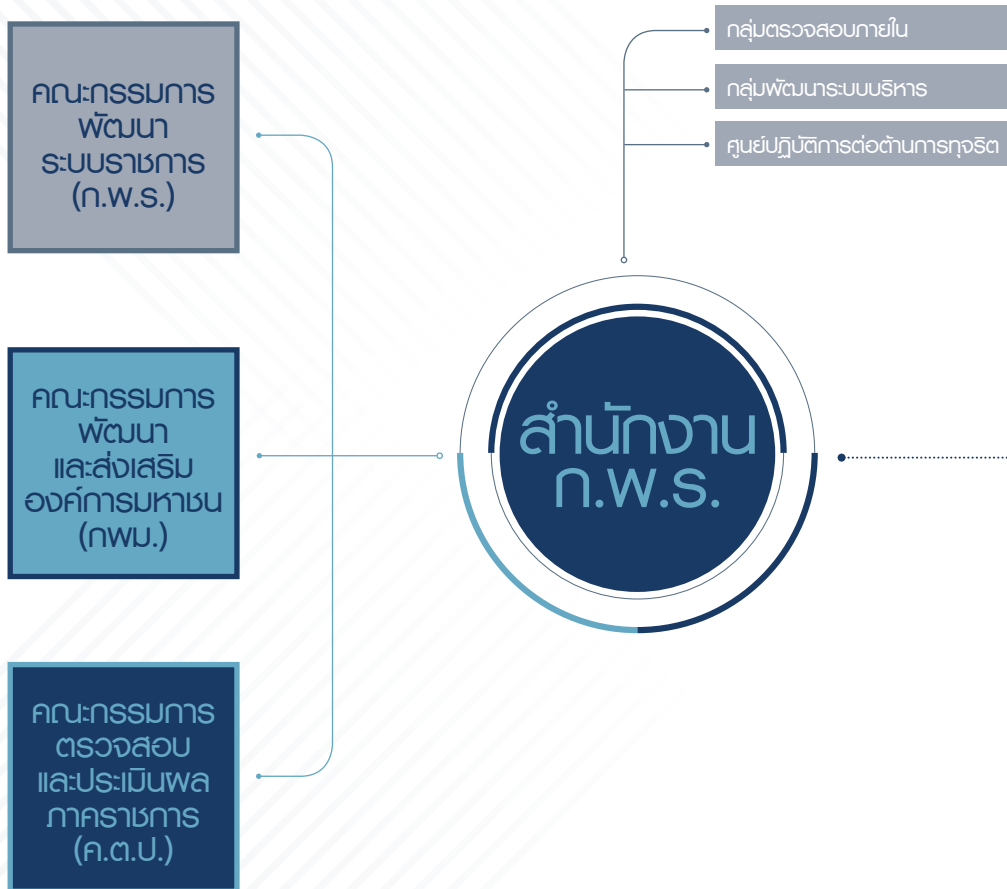 คณะกรรมการ
พัฒนา
ระบบราชการ
(ก.พ.ร.)
กลุ่มตรวจสอบภายใน
กลุ่มพัฒนาระบบบริหาร
ศูนย์ปฏิบัติการต่อต้านการทุจริต
คณะกรรมการ
พัฒนา
และส่งเสริม
องค์การมหาชน
(กพม.)
สำนักงาน
ก.พ.ร.
คณะกรรมการ
ตรวจสอบ
และประเมินผล
ภาคราชการ
(ค.ต.ป.)